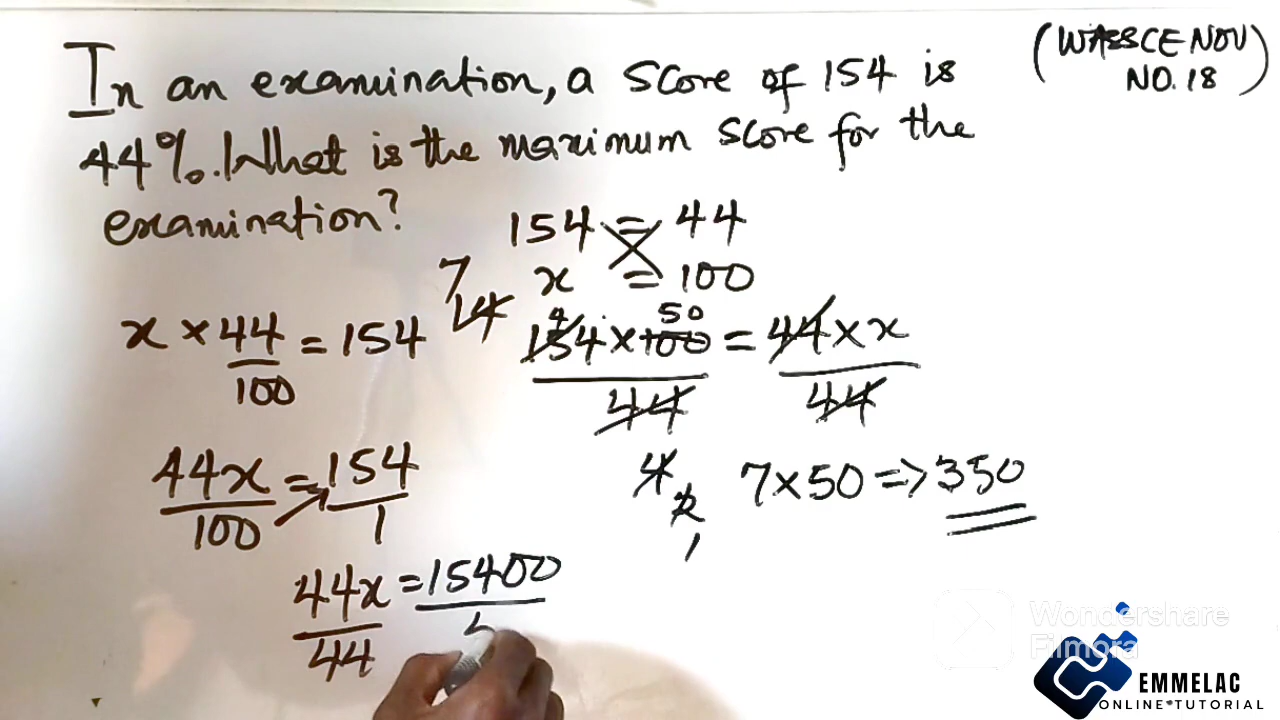 In an examination, a score of 154 is
44%. What is the maximum score for the
examination?
(WASSCE NOV
NO. 18)
154 = 44
x = 100
7
14
4
50
154 × 100 = 44 × x
44 44
4
2
1
7 × 50 => 350
x × 44 = 154
100
44x = 154
100 1
44x = 15400
44
Wondershare
Filmora
EMMELAC
ONLINE TUTORIAL